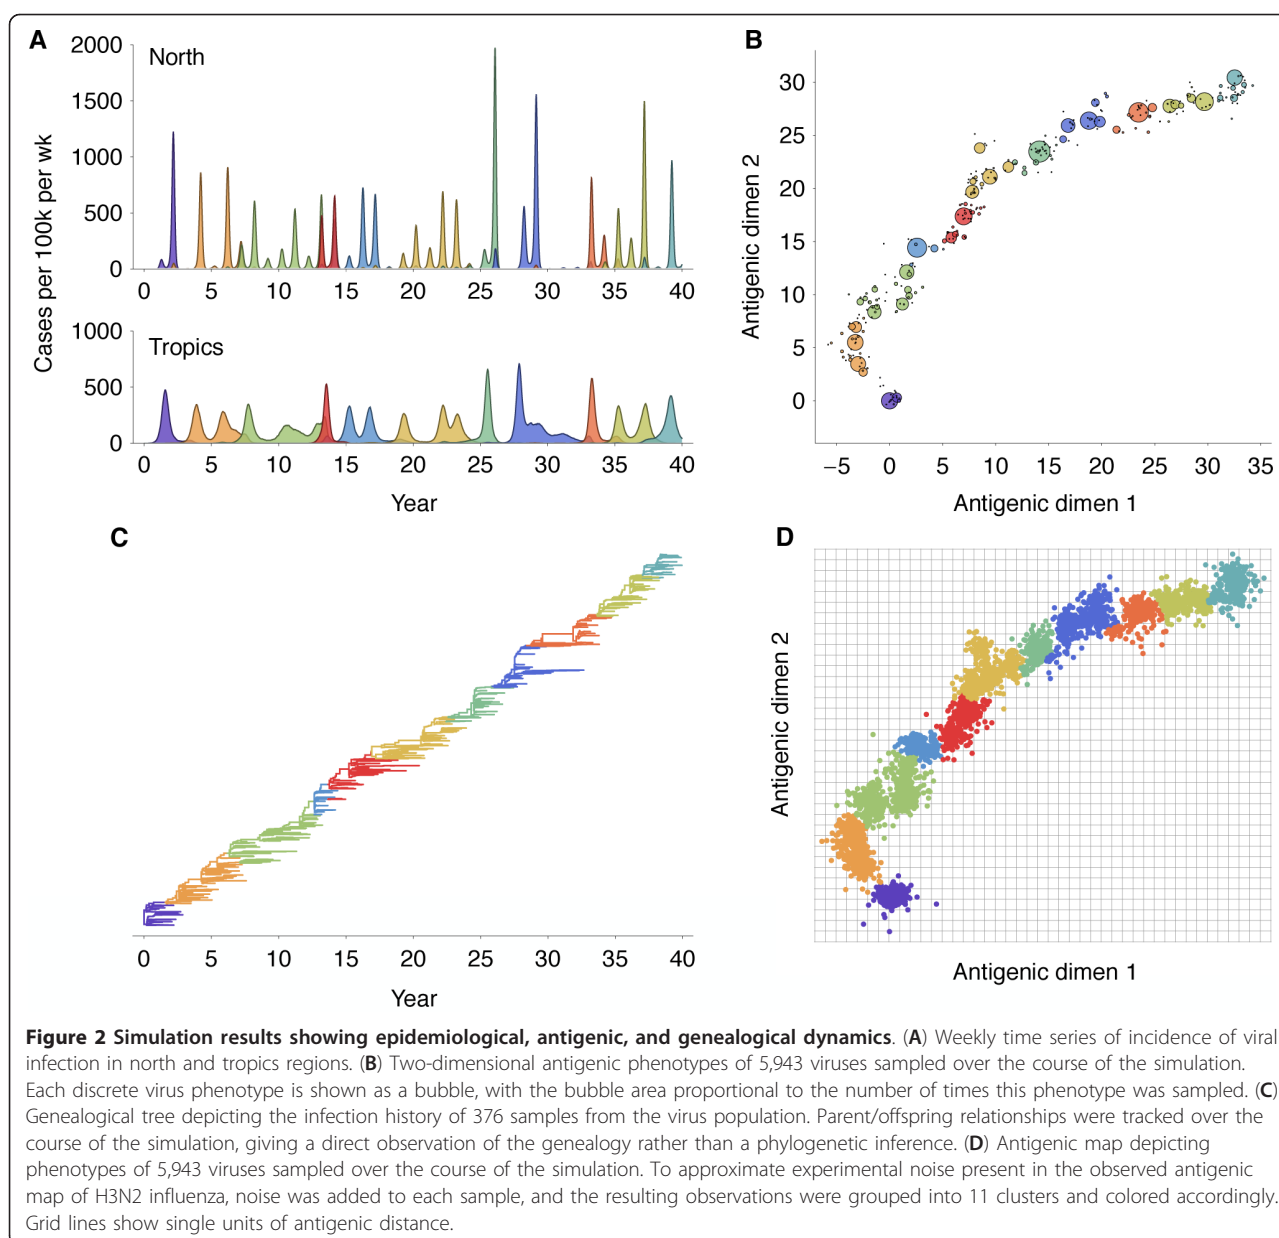 A
North
Cases per 100k per wk
2000
1500
1000
500
0
0 5 10 15 20 25 30 35 40
Tropics
1000
500
0
0 5 10 15 20 25 30 35 40
Year
B
Antigenic dimen 2
30
25
20
15
10
5
0
−5 0 5 10 15 20 25 30 35
Antigenic dimen 1
C
0 5 10 15 20 25 30 35 40
Year
D
Antigenic dimen 2
Antigenic dimen 1
Figure 2 Simulation results showing epidemiological, antigenic, and genealogical dynamics. (A) Weekly time series of incidence of viral
infection in north and tropics regions. (B) Two-dimensional antigenic phenotypes of 5,943 viruses sampled over the course of the simulation.
Each discrete virus phenotype is shown as a bubble, with the bubble area proportional to the number of times this phenotype was sampled. (C)
Genealogical tree depicting the infection history of 376 samples from the virus population. Parent/offspring relationships were tracked over the
course of the simulation, giving a direct observation of the genealogy rather than a phylogenetic inference. (D) Antigenic map depicting
phenotypes of 5,943 viruses sampled over the course of the simulation. To approximate experimental noise present in the observed antigenic
map of H3N2 influenza, noise was added to each sample, and the resulting observations were grouped into 11 clusters and colored accordingly.
Grid lines show single units of antigenic distance.